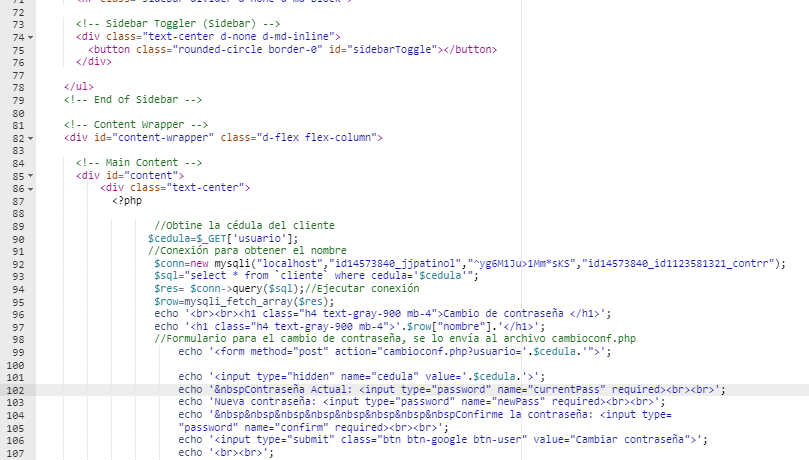 71 <hr class="sidebar-divider d-none d-md-block">
72
73 <!-- Sidebar Toggler (Sidebar) -->
74 <div class="text-center d-none d-md-inline">
75 <button class="rounded-circle border-0" id="sidebarToggle"></button>
76 </div>
77
78 </ul>
79 <!-- End of Sidebar -->
80
81 <!-- Content Wrapper -->
82 <div id="content-wrapper" class="d-flex flex-column">
83
84 <!-- Main Content -->
85 <div id="content">
86 <div class="text-center">
87 <?php
88
89 //Obtine la cédula del cliente
90 $cedula=$_GET['usuario'];
91 //Conexión para obtener el nombre
92 $conn=new mysqli("localhost","id14573840_jjpatinol","^yg6M1Ju>1Mm*sKS","id14573840_id1123581321_contrr");
93 $sql="select * from `cliente` where cedula='$cedula'";
94 $res= $conn->query($sql);//Ejecutar conexión
95 $row=mysqli_fetch_array($res);
96 echo '<br><br><h1 class="h4 text-gray-900 mb-4">Cambio de contraseña </h1>';
97 echo '<h1 class="h4 text-gray-900 mb-4">'.$row["nombre"].'</h1>';
98 //Formulario para el cambio de contraseña, se lo envía al archivo cambioconf.php
99 echo '<form method="post" action="cambioconf.php?usuario='.$cedula.'">';
100
101 echo '<input type="hidden" name="cedula" value='.$cedula.'>';
102 echo '&nbspContraseña Actual: <input type="password" name="currentPass" required><br><br>';
103 echo 'Nueva contraseña: <input type="password" name="newPass" required><br><br>';
104 echo '&nbsp&nbsp&nbsp&nbsp&nbsp&nbsp&nbsp&nbspConfirme la contraseña: <input type=
105 "password" name="confirm" required><br><br>';
106 echo '<input type="submit" class="btn btn-google btn-user" value="Cambiar contraseña">';
107 echo '<br><br>';